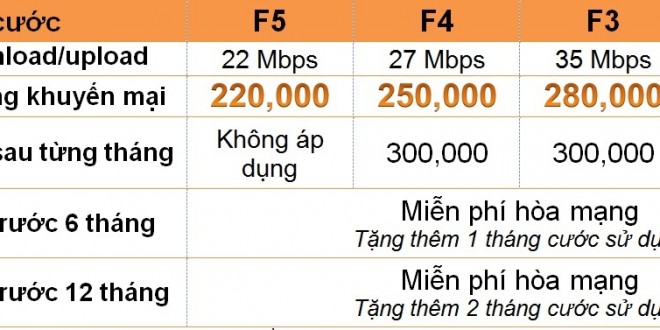 cước F5 F4 F3
nload/upload 22 Mbps 27 Mbps 35 Mbps
ng khuyến mại 220,000 250,000 280,000
sau từng tháng Không áp dụng 300,000 300,000
rước 6 tháng Miễn phí hòa mạng
Tặng thêm 1 tháng cước sử dụ
rước 12 tháng Miễn phí hòa mạng
Tặng thêm 2 tháng cước sử dụ